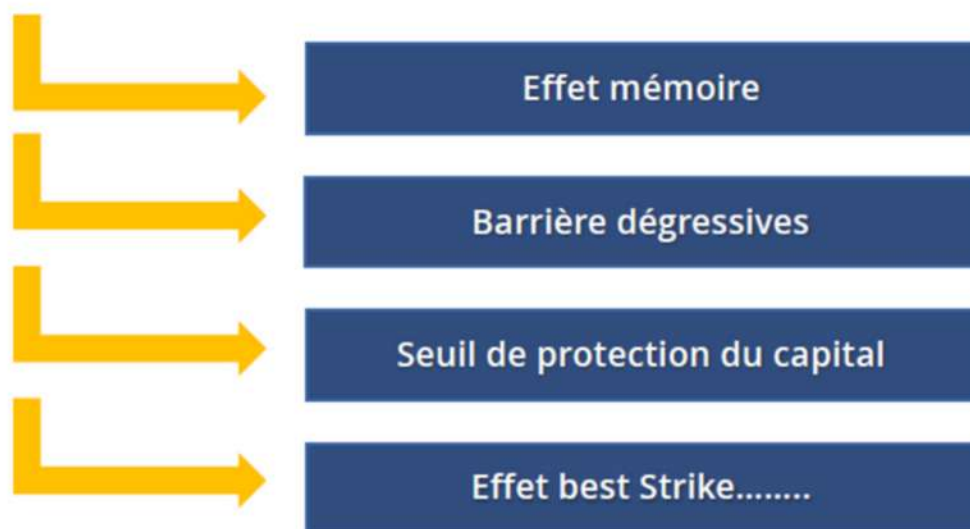 Effet mémoire
Barrière dégressives
Seuil de protection du capital
Effet best Strike........